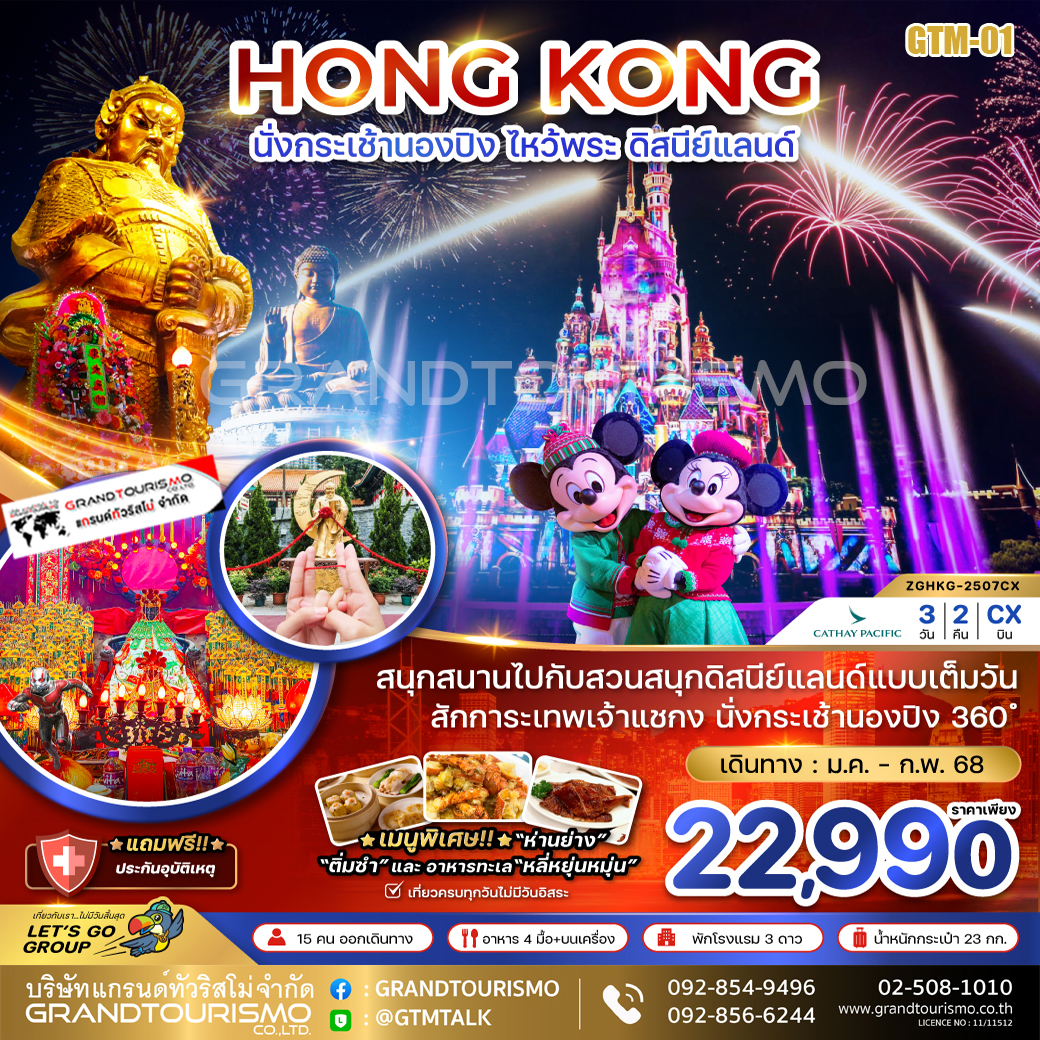 GTM-01
HONG KONG
นั่งกระเช้านองปิง ไหว้พระ ดิสนีย์แลนด์
GRANDTOURISMO
GRANDTOURISMO
CO.,LTD.
แกรนด์ทัวริสโม่ จำกัด
ZGHKG-2507CX
CATHAY PACIFIC
3 วัน | 2 คืน | CX บิน
สนุกสนานไปกับสวนสนุกดิสนีย์แลนด์แบบเต็มวัน
สักการะเทพเจ้าแชกง นั่งกระเช้านองปิง 360°
เดินทาง : ม.ค. - ก.พ. 68
ราคาเพียง
22,990
เมนูพิเศษ!! "ห่านย่าง"
"ติ่มซำ" และ อาหารทะเล "หลี่หยุ่นหมุ่น"
เที่ยวครบทุกวันไม่มีวันอิสระ
แถมฟรี!!
ประกันอุบัติเหตุ
เที่ยวกับเรา...ไม่มีวันสิ้นสุด
LET'S GO
GROUP
15 คน ออกเดินทาง
อาหาร 4 มื้อ+บนเครื่อง
พักโรงแรม 3 ดาว
น้ำหนักกระเป๋า 23 กก.
บริษัทแกรนด์ทัวริสโม่จำกัด
GRANDTOURISMO
CO.,LTD.
: GRANDTOURISMO
: @GTMTALK
092-854-9496
092-856-6244
02-508-1010
www.grandtourismo.co.th
LICENCE NO : 11/11512